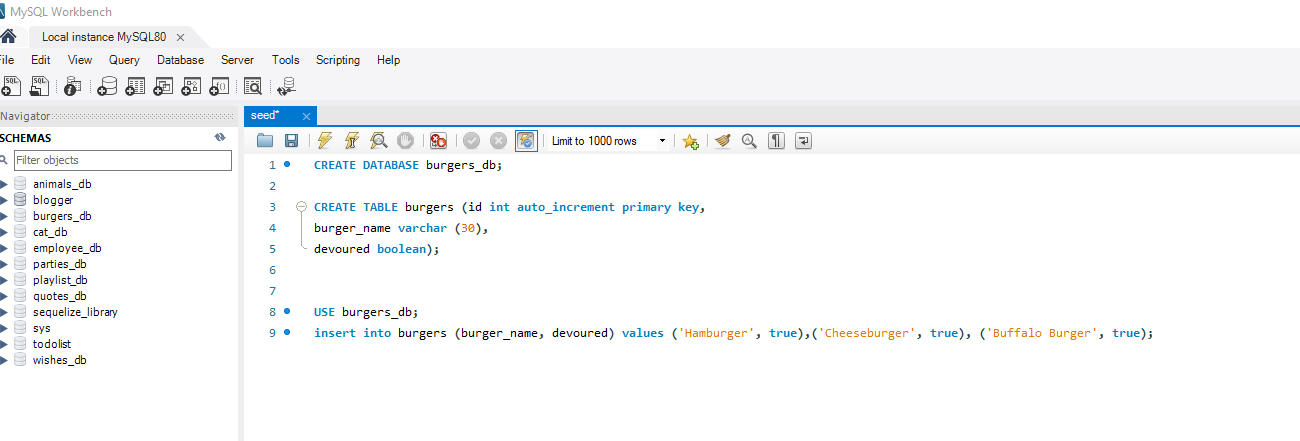 MySQL Workbench
Local instance MySQL80
File Edit View Query Database Server Tools Scripting Help
SQL SQL
Navigator
SCHEMAS
Filter objects
animals_db
blogger
burgers_db
cat_db
employee_db
parties_db
playlist_db
quotes_db
sequelize_library
sys
todolist
wishes_db
seed*
Limit to 1000 rows
1 CREATE DATABASE burgers_db;
2
3 CREATE TABLE burgers (id int auto_increment primary key,
4 burger_name varchar (30),
5 devoured boolean);
6
7
8 USE burgers_db;
9 insert into burgers (burger_name, devoured) values ('Hamburger', true),('Cheeseburger', true), ('Buffalo Burger', true);